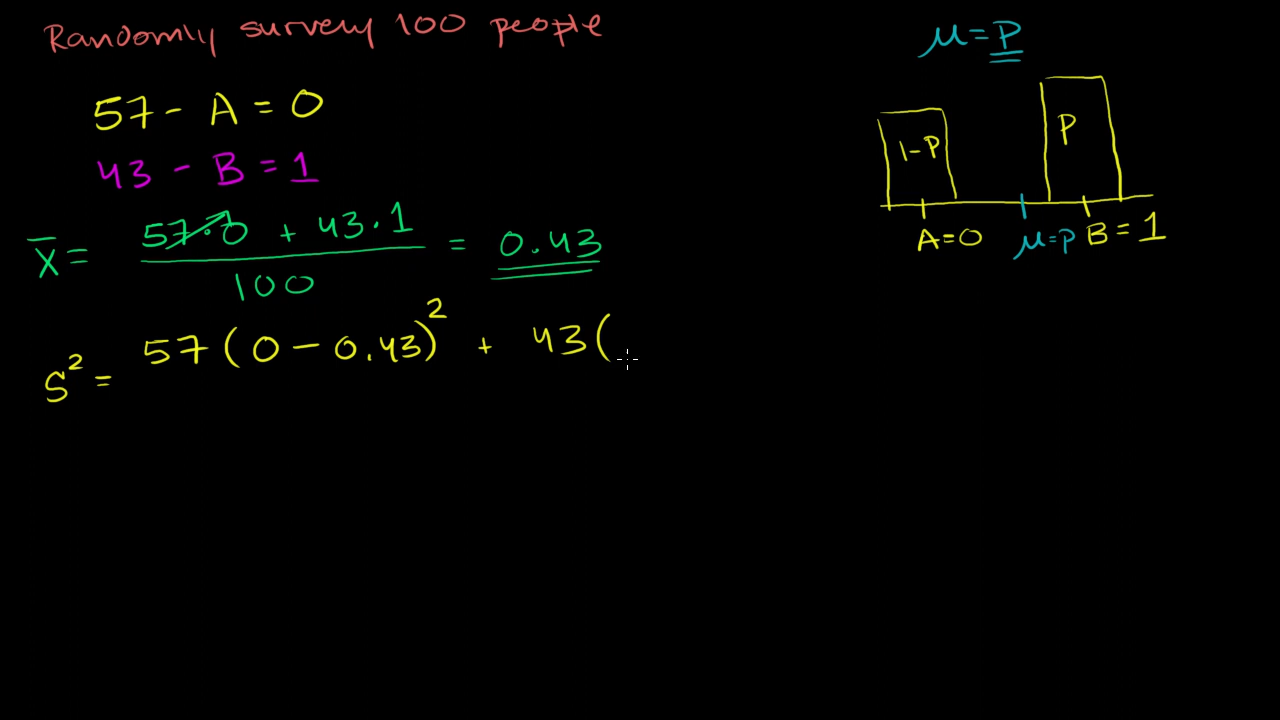 Randomly survey 100 people
57 - A = 0
43 - B = 1
x̄ = (57·0 + 43·1) / 100 = 0.43
S² = 57(0 - 0.43)² + 43(
μ = P
1-P
P
A=0
μ=p
B=1